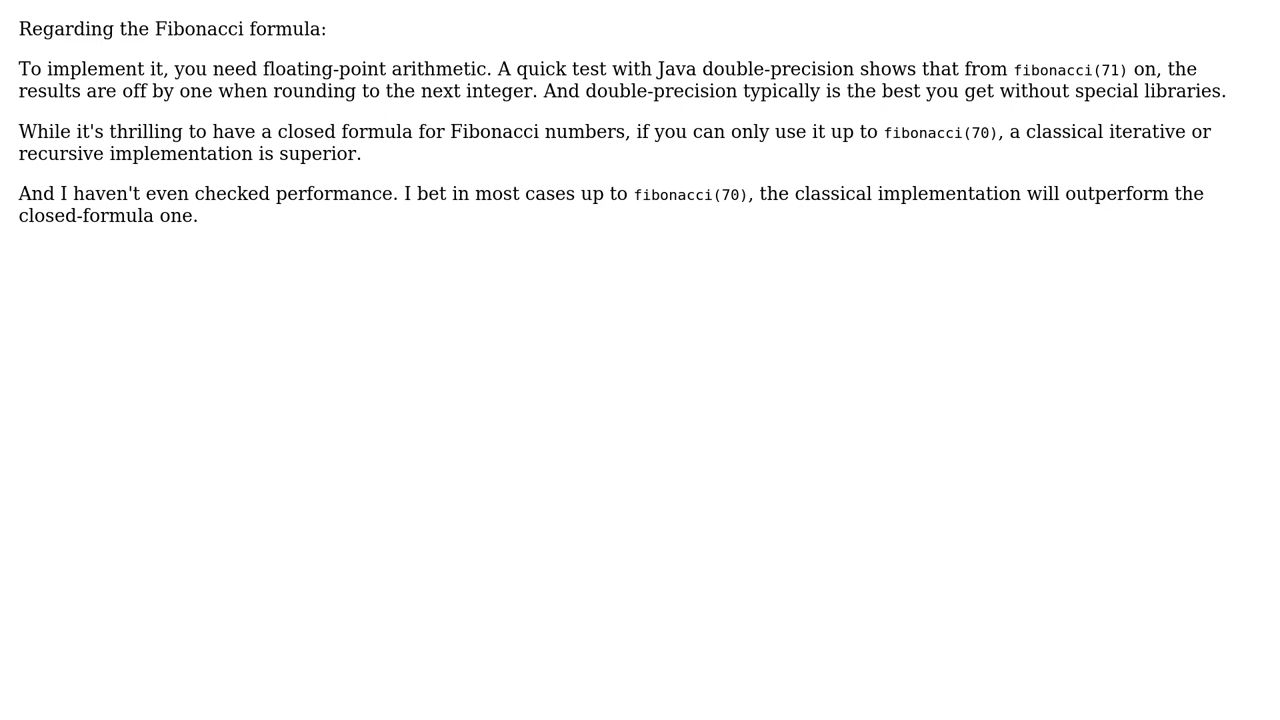 Regarding the Fibonacci formula:
To implement it, you need floating-point arithmetic. A quick test with Java double-precision shows that from fibonacci(71) on, the
results are off by one when rounding to the next integer. And double-precision typically is the best you get without special libraries.
While it's thrilling to have a closed formula for Fibonacci numbers, if you can only use it up to fibonacci(70), a classical iterative or
recursive implementation is superior.
And I haven't even checked performance. I bet in most cases up to fibonacci(70), the classical implementation will outperform the
closed-formula one.